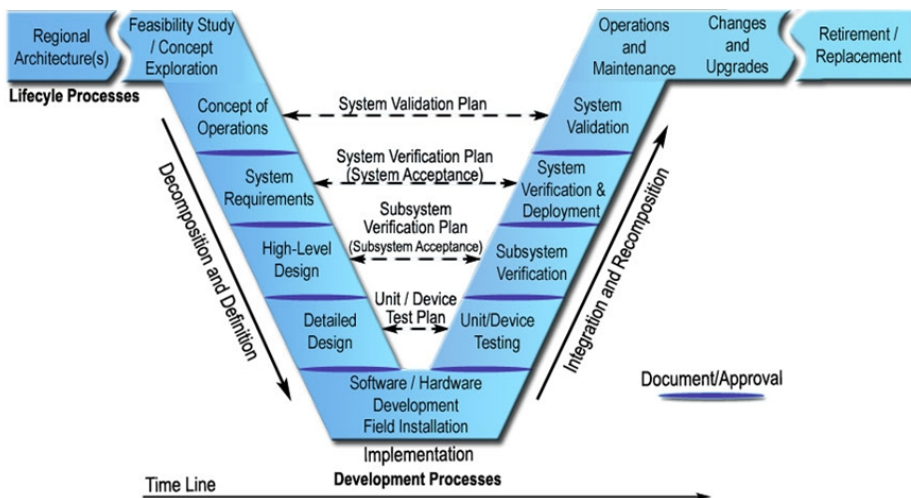 Regional
Architecture(s)
Feasibility Study
/ Concept
Exploration
Operations
and
Maintenance
Changes
and
Upgrades
Retirement /
Replacement
Lifecyle Processes
Concept of
Operations
System Validation Plan
System
Validation
System
Requirements
System Verification Plan
(System Acceptance)
System
Verification &
Deployment
High-Level
Design
Subsystem
Verification Plan
(Subsystem Acceptance)
Subsystem
Verification
Detailed
Design
Unit / Device
Test Plan
Unit/Device
Testing
Decomposition and Definition
Integration and Recomposition
Software / Hardware
Development
Field Installation
Document/Approval
Implementation
Development Processes
Time Line